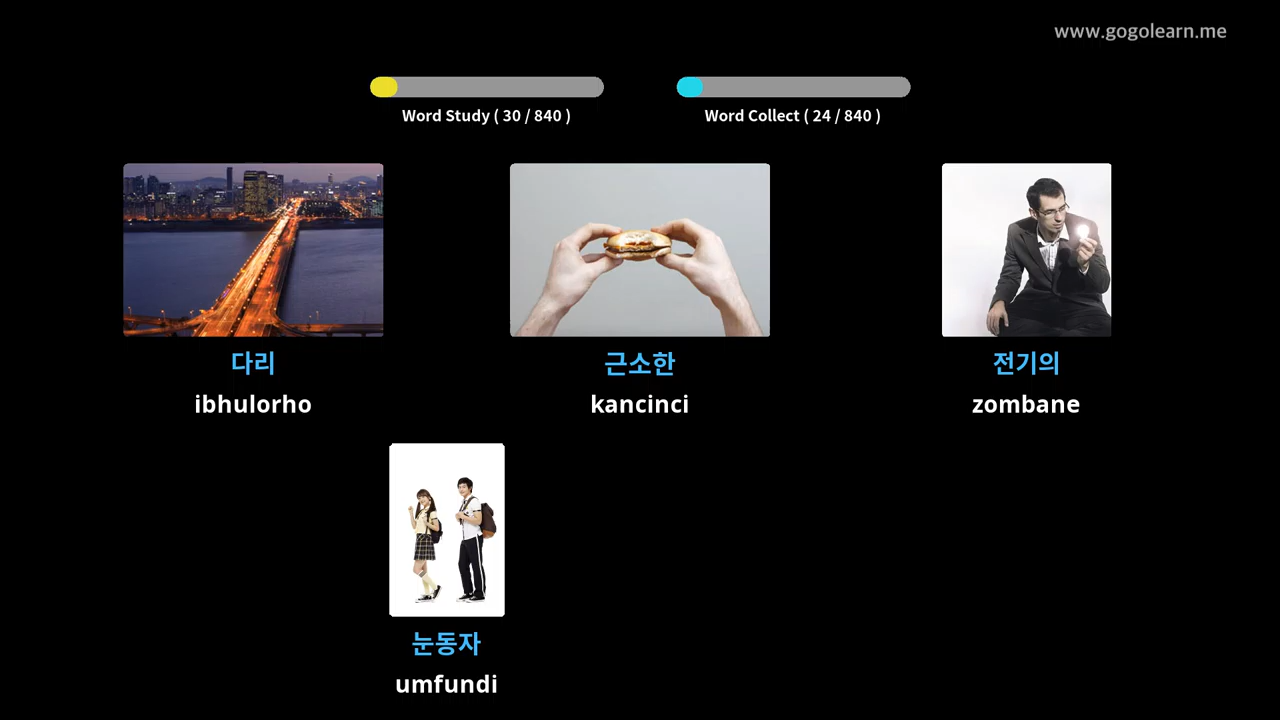 www.gogolearn.me
Word Study ( 30 / 840 )
Word Collect ( 24 / 840 )
다리
ibhulorho
근소한
kancinci
전기의
zombane
눈동자
umfundi